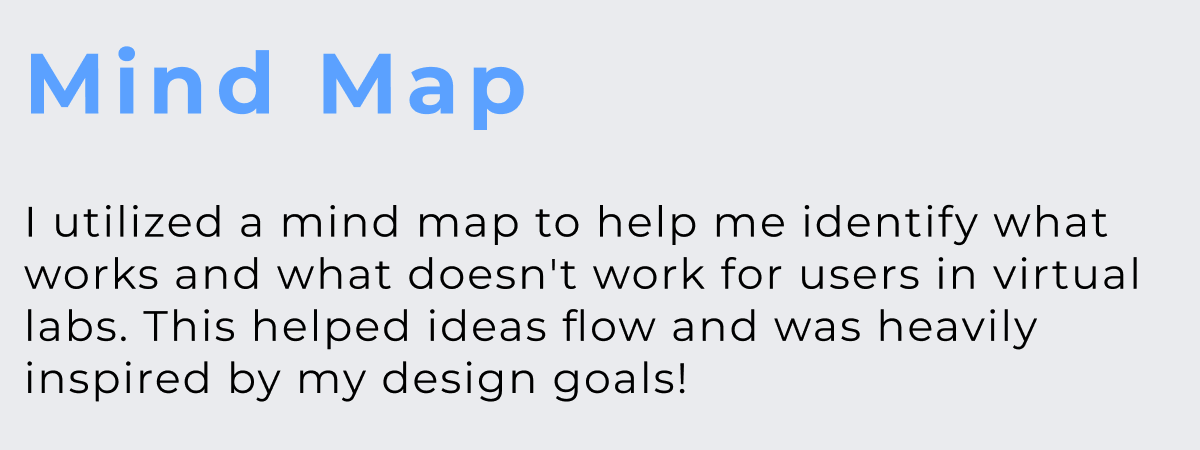 Mind Map
I utilized a mind map to help me identify what
works and what doesn't work for users in virtual
labs. This helped ideas flow and was heavily
inspired by my design goals!